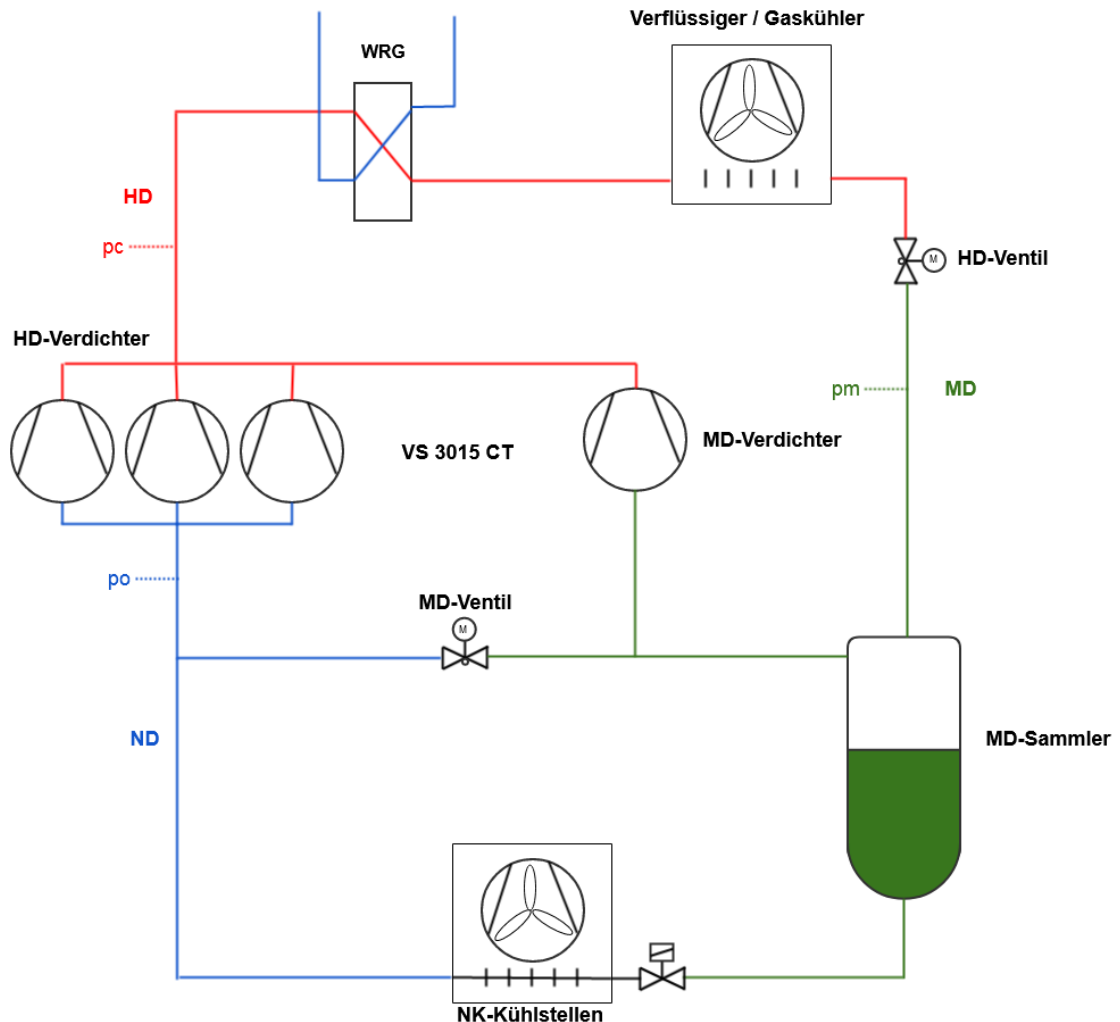 Verflüssiger / Gaskühler
WRG
HD
pc
HD-Ventil
M
HD-Verdichter
pm
MD
VS 3015 CT
MD-Verdichter
po
MD-Ventil
M
ND
MD-Sammler
NK-Kühlstellen